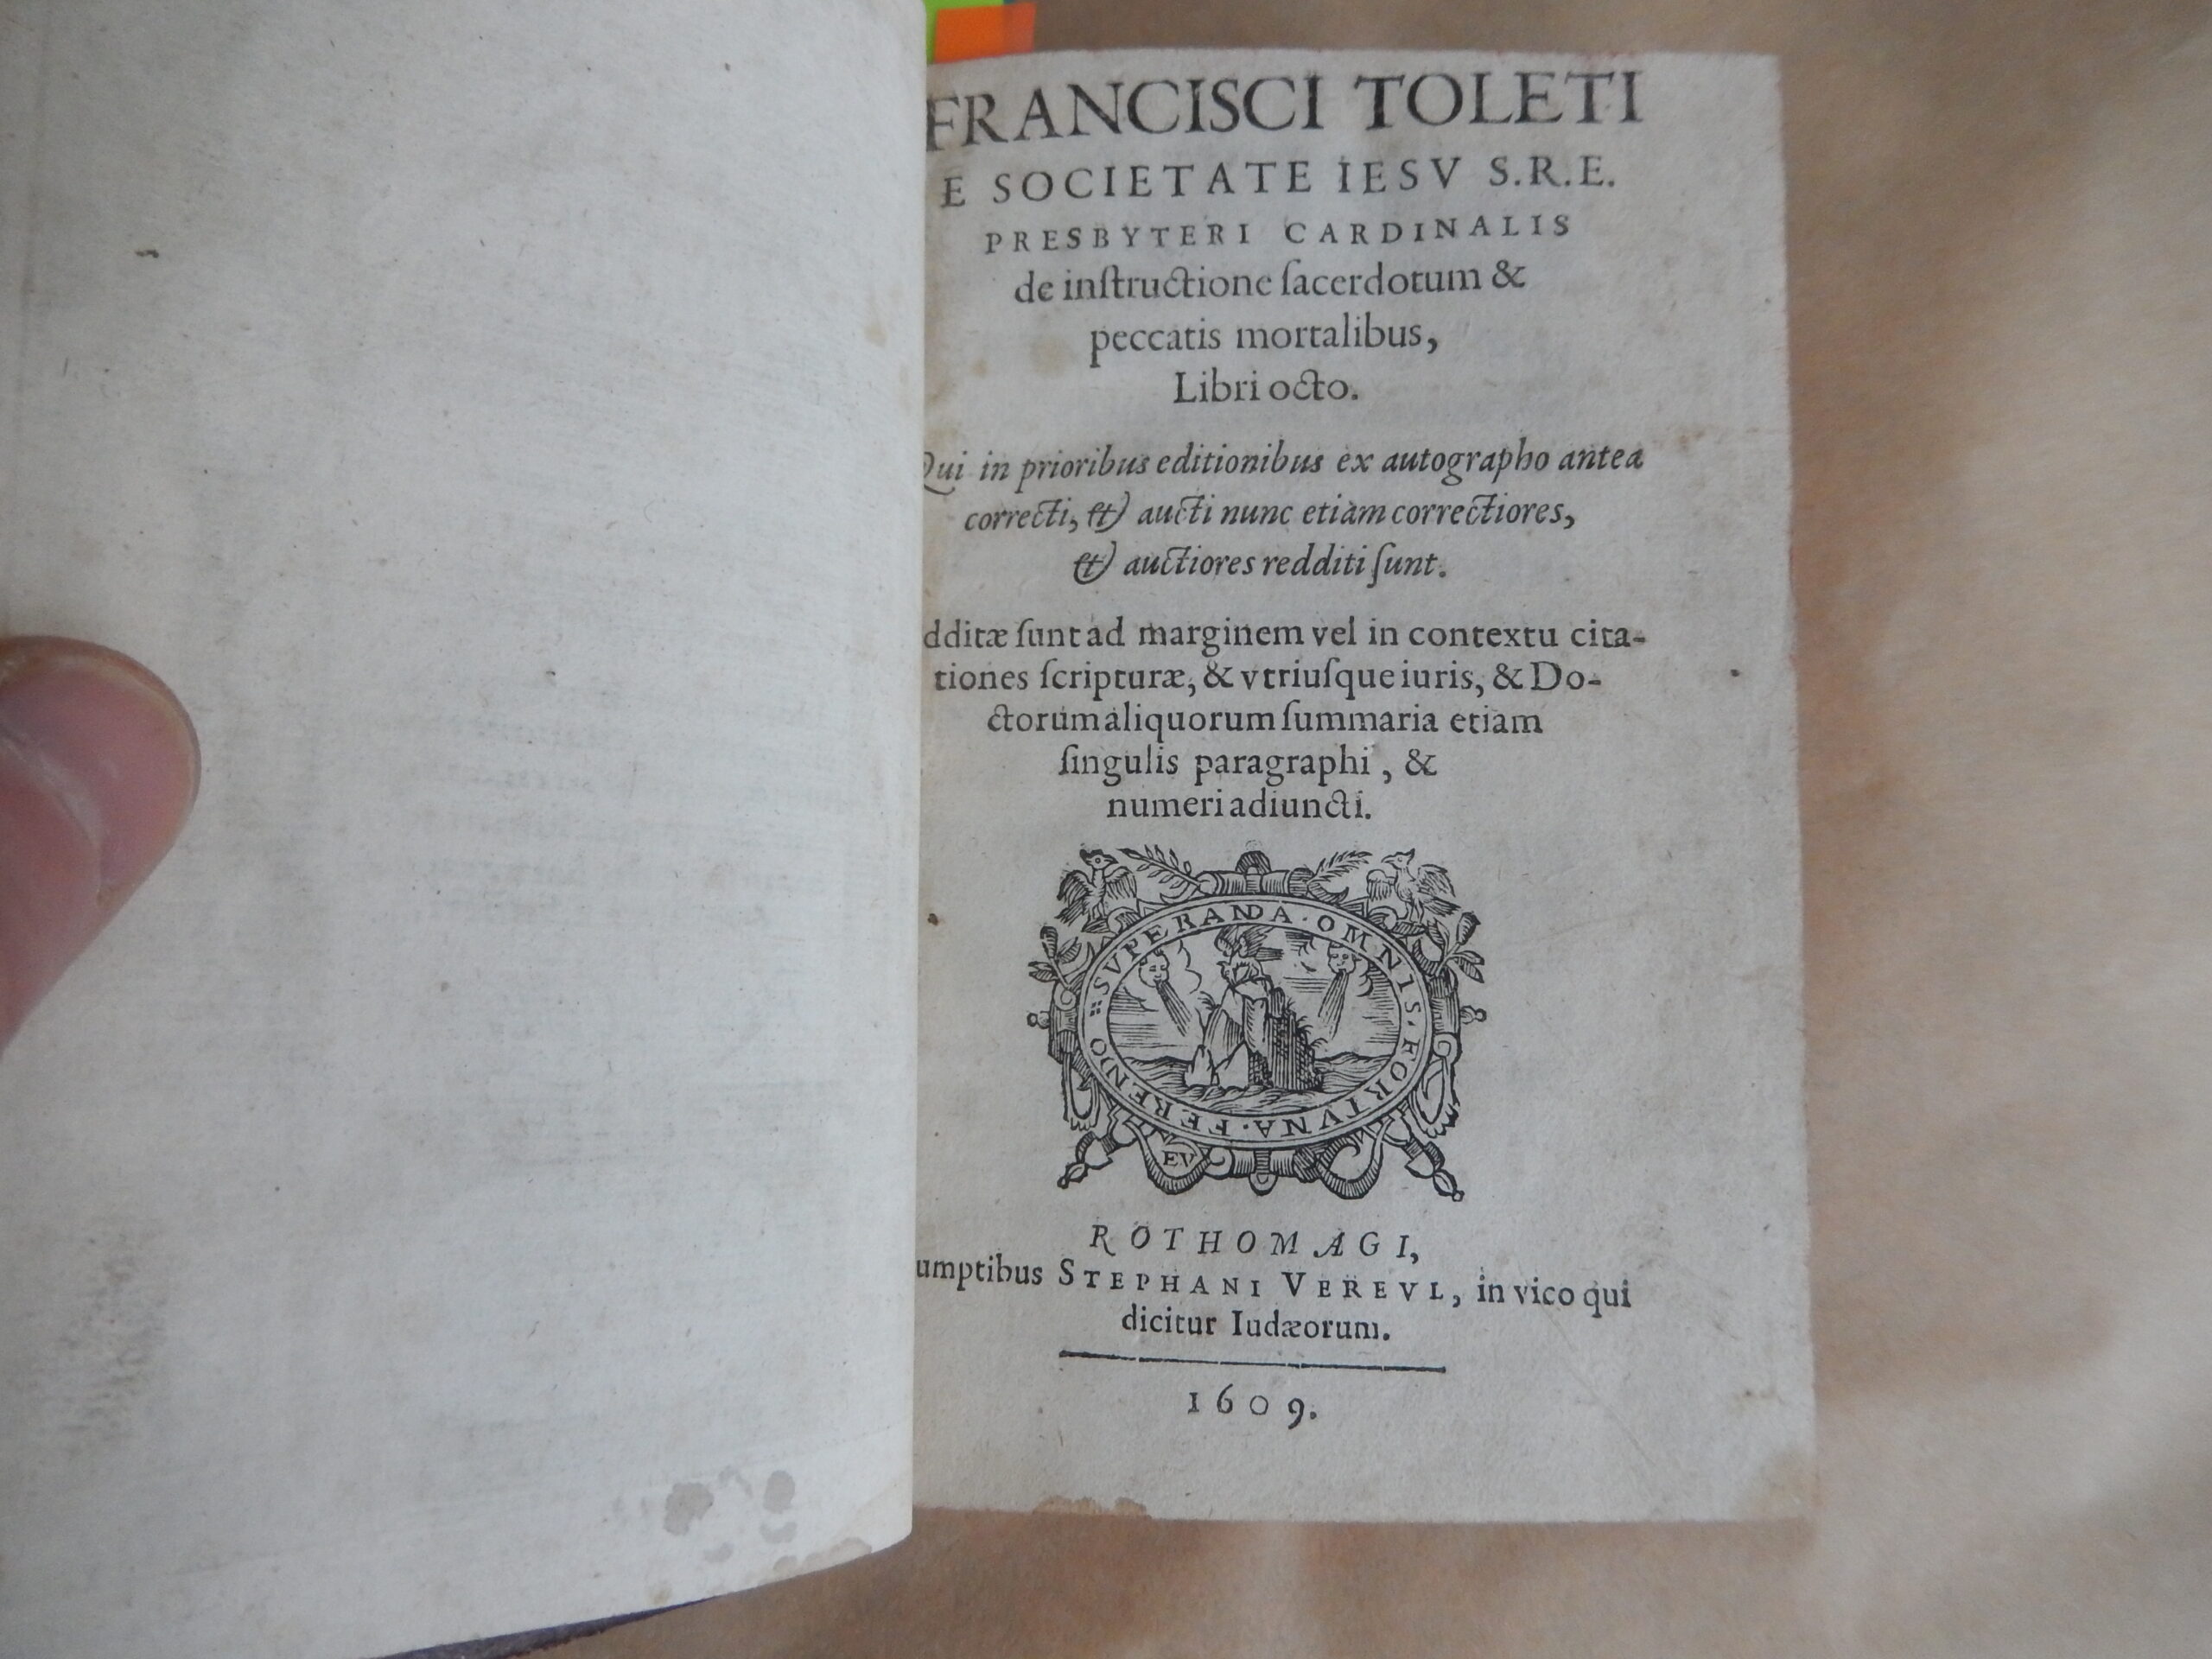 FRANCISCI TOLETI
E SOCIETATE IESV S.R.E.
PRESBYTERI CARDINALIS
de inſtructione ſacerdotum &
peccatis mortalibus,
Libri octo.
Qui in prioribus editionibus ex autographo antea
correcti, & aucti nunc etiam correctiores,
& auctiores redditi ſunt.
dditæ ſunt ad marginem vel in contextu cita-
tiones ſcripturæ, & vtriuſque iuris, & Do-
ctorum aliquorum ſummaria etiam
ſingulis paragraphi , &
numeri adiuncti.
SVPERANDA · OMNIS · FORTVNA · FERENDO
EV
ROTHOMAGI,
umptibus STEPHANI VEREVL, in vico qui
dicitur Iudæorum.
1609.